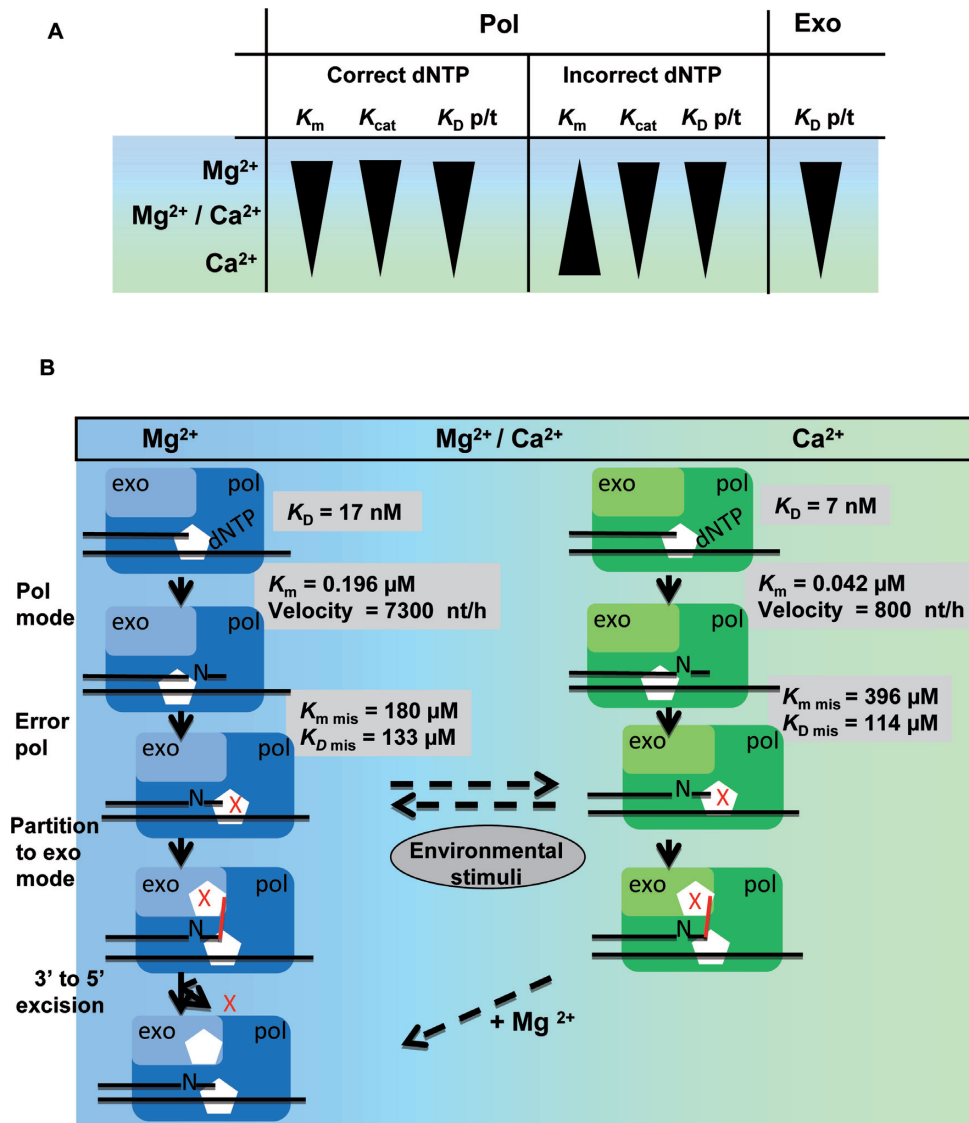 A
Pol Exo
Correct dNTP Incorrect dNTP
Km Kcat KD p/t Km Kcat KD p/t KD p/t
Mg²⁺
Mg²⁺ / Ca²⁺
Ca²⁺
B
Mg²⁺ Mg²⁺ / Ca²⁺ Ca²⁺
exo pol
dNTP
KD = 17 nM
exo pol
dNTP
KD = 7 nM
Pol
mode
Km = 0.196 µM
Velocity = 7300 nt/h
Km = 0.042 µM
Velocity = 800 nt/h
exo pol
N
exo pol
N
Error
pol
Km mis = 180 µM
KD mis = 133 µM
Km mis = 396 µM
KD mis = 114 µM
exo pol
N X
exo pol
N X
Partition
to exo
mode
Environmental
stimuli
exo pol
X
N
exo pol
X
N
3' to 5'
excision
X
+ Mg ²⁺
exo pol
N